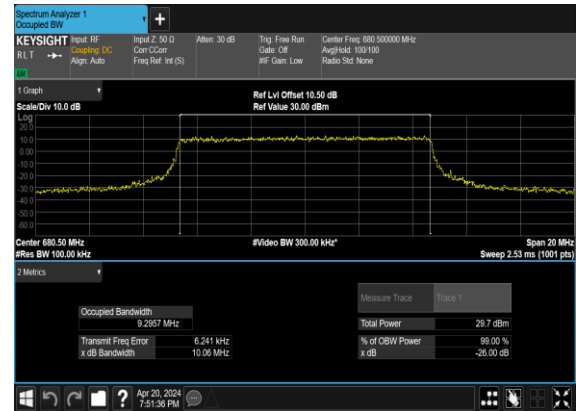 Spectrum Analyzer 1
Occupied BW
KEYSIGHT Input: RF Input Z: 50 Ω Atten: 30 dB Trig: Free Run Center Freq: 680.500000 MHz
RLT Coupling: DC Corr CCorr Gate: Off Avg|Hold: 100/100
Align: Auto Freq Ref: Int (S) #IF Gain: Low Radio Std: None
1 Graph
Ref Lvl Offset 10.50 dB
Scale/Div 10.0 dB Ref Value 30.00 dBm
Log
20.0
10.0
0.00
-10.0
-20.0
-30.0
-40.0
-50.0
-60.0
Center 680.50 MHz #Video BW 300.00 kHz* Span 20 MHz
#Res BW 100.00 kHz Sweep 2.53 ms (1001 pts)
2 Metrics
Measure Trace Trace 1
Occupied Bandwidth
9.2957 MHz Total Power 29.7 dBm
Transmit Freq Error 6.241 kHz % of OBW Power 99.00 %
x dB Bandwidth 10.06 MHz x dB -26.00 dB
Apr 20, 2024
7:51:36 PM